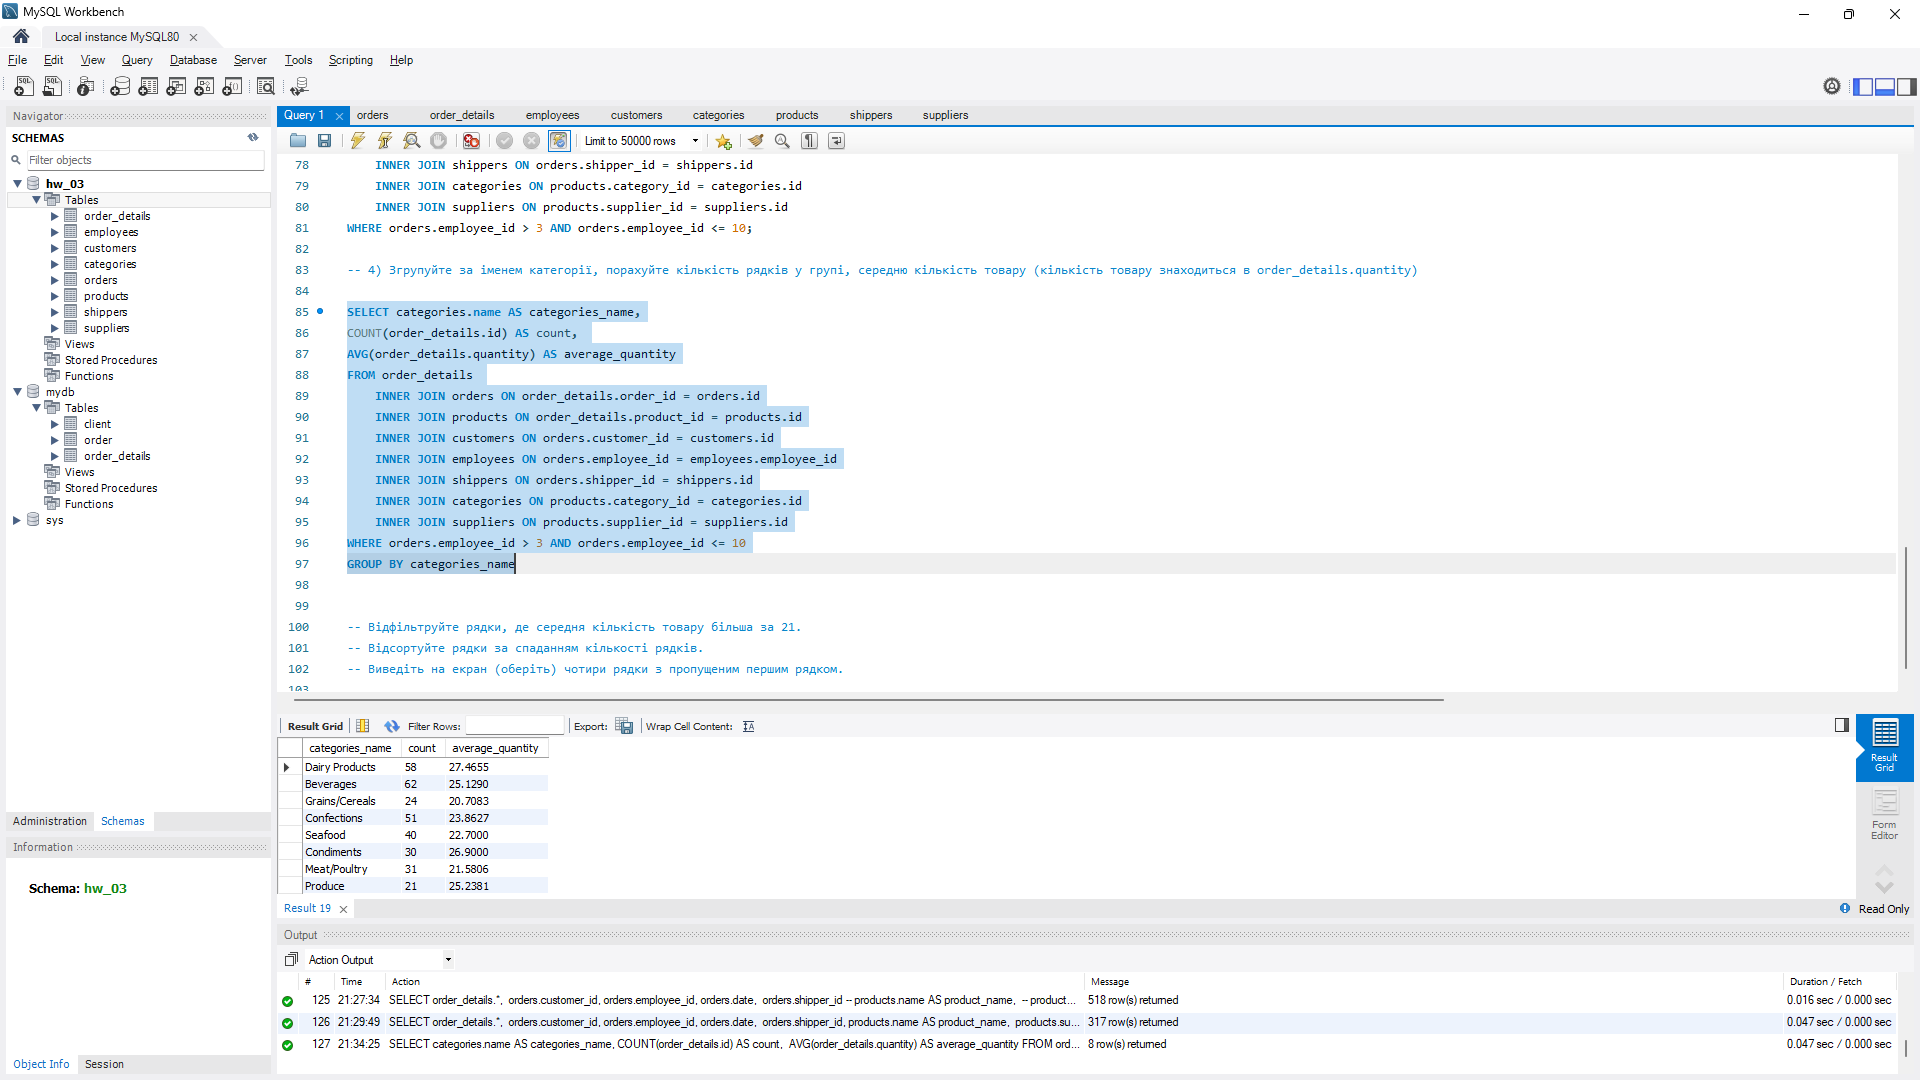 MySQL Workbench
Local instance MySQL80
File Edit View Query Database Server Tools Scripting Help
Navigator
SCHEMAS
Filter objects
hw_03
Tables
order_details
employees
customers
categories
orders
products
shippers
suppliers
Views
Stored Procedures
Functions
mydb
Tables
client
order
order_details
Views
Stored Procedures
Functions
sys
Administration Schemas
Information
Schema: hw_03
Object Info Session
Query 1 orders order_details employees customers categories products shippers suppliers
Limit to 50000 rows
78 INNER JOIN shippers ON orders.shipper_id = shippers.id
79 INNER JOIN categories ON products.category_id = categories.id
80 INNER JOIN suppliers ON products.supplier_id = suppliers.id
81 WHERE orders.employee_id > 3 AND orders.employee_id <= 10;
82
83 -- 4) Згрупуйте за іменем категорії, порахуйте кількість рядків у групі, середню кількість товару (кількість товару знаходиться в order_details.quantity)
84
85 SELECT categories.name AS categories_name,
86 COUNT(order_details.id) AS count,
87 AVG(order_details.quantity) AS average_quantity
88 FROM order_details
89 INNER JOIN orders ON order_details.order_id = orders.id
90 INNER JOIN products ON order_details.product_id = products.id
91 INNER JOIN customers ON orders.customer_id = customers.id
92 INNER JOIN employees ON orders.employee_id = employees.employee_id
93 INNER JOIN shippers ON orders.shipper_id = shippers.id
94 INNER JOIN categories ON products.category_id = categories.id
95 INNER JOIN suppliers ON products.supplier_id = suppliers.id
96 WHERE orders.employee_id > 3 AND orders.employee_id <= 10
97 GROUP BY categories_name
98
99
100 -- Відфільтруйте рядки, де середня кількість товару більша за 21.
101 -- Відсортуйте рядки за спаданням кількості рядків.
102 -- Виведіть на екран (оберіть) чотири рядки з пропущеним першим рядком.
103
Result Grid Filter Rows: Export: Wrap Cell Content:
categories_name count average_quantity
Dairy Products 58 27.4655
Beverages 62 25.1290
Grains/Cereals 24 20.7083
Confections 51 23.8627
Seafood 40 22.7000
Condiments 30 26.9000
Meat/Poultry 31 21.5806
Produce 21 25.2381
Result Grid
Form Editor
Result 19
Read Only
Output
Action Output
# Time Action Message Duration / Fetch
125 21:27:34 SELECT order_details.*, orders.customer_id, orders.employee_id, orders.date, orders.shipper_id -- products.name AS product_name, -- product... 518 row(s) returned 0.016 sec / 0.000 sec
126 21:29:49 SELECT order_details.*, orders.customer_id, orders.employee_id, orders.date, orders.shipper_id, products.name AS product_name, products.su... 317 row(s) returned 0.047 sec / 0.000 sec
127 21:34:25 SELECT categories.name AS categories_name, COUNT(order_details.id) AS count, AVG(order_details.quantity) AS average_quantity FROM ord... 8 row(s) returned 0.047 sec / 0.000 sec